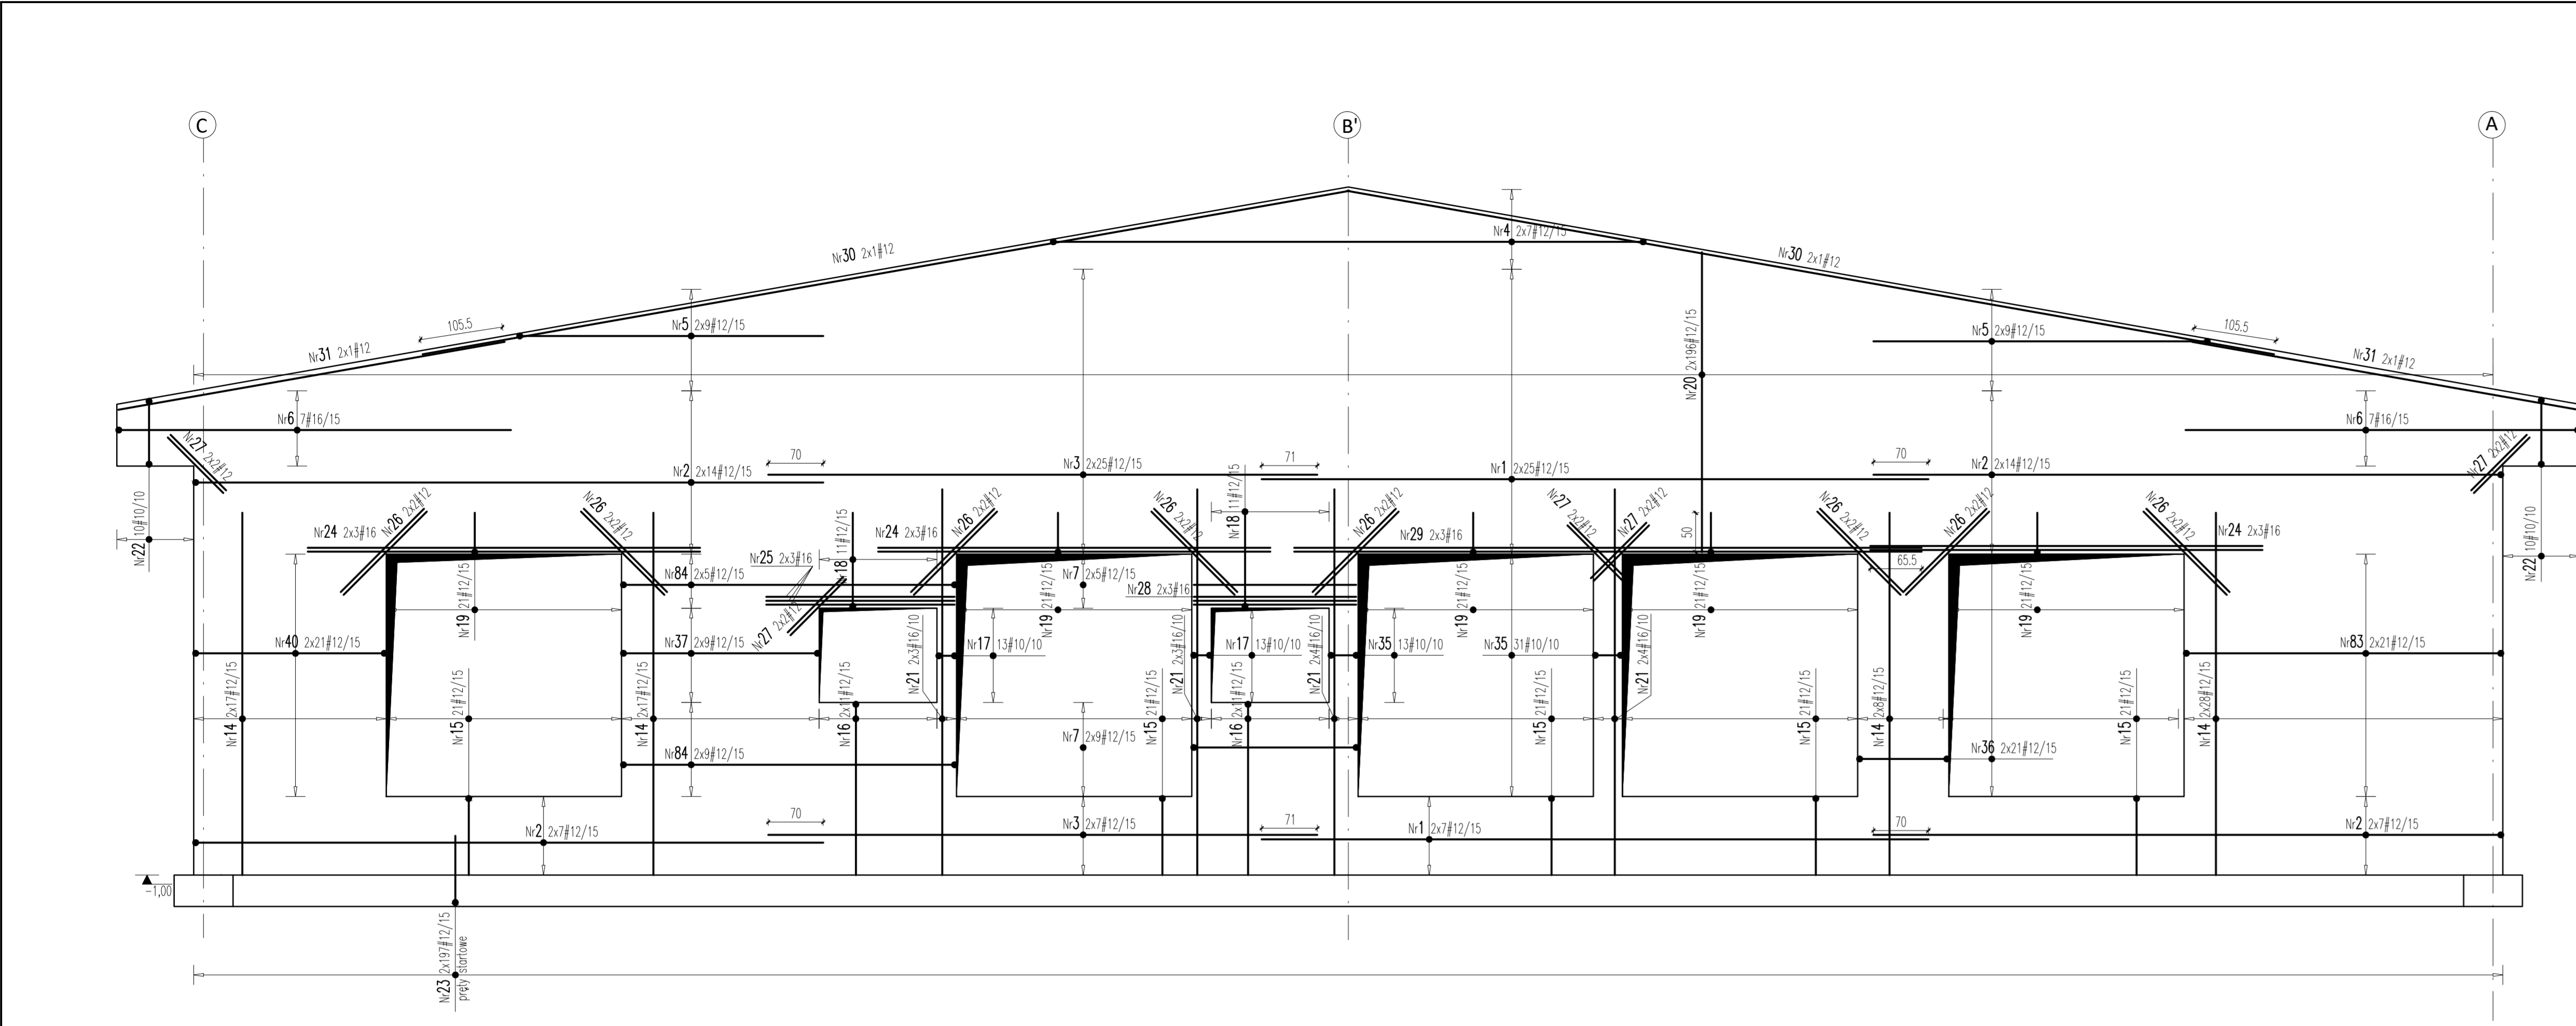 C
B'
A
Nr30 2x1#12
Nr4 2x7#12/15
Nr30 2x1#12
105.5
Nr31 2x1#12
Nr5 2x9#12/15
Nr20 2x196#12/15
Nr5 2x9#12/15
105.5
Nr31 2x1#12
Nr6 7#16/15
Nr6 7#16/15
Nr27 2x2#12
Nr2 2x14#12/15
70
Nr3 2x25#12/15
71
Nr1 2x25#12/15
70
Nr2 2x14#12/15
Nr27 2x2#12
Nr22 10#10/10
Nr24 2x3#16
Nr26 2x2#12
Nr26 2x2#12
Nr18 11#12/15
Nr24 2x3#16
Nr26 2x2#12
Nr26 2x2#12
Nr18 11#12/15
Nr26 2x2#12
Nr29 2x3#16
Nr27 2x2#12
Nr27 2x2#12
50
Nr26 2x2#12
Nr26 2x2#12
Nr26 2x2#12
Nr24 2x3#16
Nr22 10#10/10
Nr25 2x3#16
65.5
Nr84 2x5#12/15
Nr7 2x5#12/15
Nr28 2x3#16
Nr27 2x2#12
Nr19 21#12/15
Nr19 21#12/15
Nr19 21#12/15
Nr19 21#12/15
Nr19 21#12/15
Nr40 2x21#12/15
Nr37 2x9#12/15
Nr17 13#10/10
Nr17 13#10/10
Nr35 13#10/10
Nr35 31#10/10
Nr83 2x21#12/15
Nr21 2x3#16/10
Nr21 2x3#16/10
Nr21 2x4#16/10
Nr21 2x4#16/10
Nr14 2x17#12/15
Nr15 21#12/15
Nr14 2x17#12/15
Nr16 2x11#12/15
Nr15 21#12/15
Nr16 2x11#12/15
Nr15 21#12/15
Nr15 21#12/15
Nr14 2x8#12/15
Nr15 21#12/15
Nr14 2x28#12/15
Nr84 2x9#12/15
Nr7 2x9#12/15
Nr36 2x21#12/15
Nr2 2x7#12/15
70
Nr3 2x7#12/15
71
Nr1 2x7#12/15
70
Nr2 2x7#12/15
-1,00
Nr23 2x197#12/15
pręty startowe